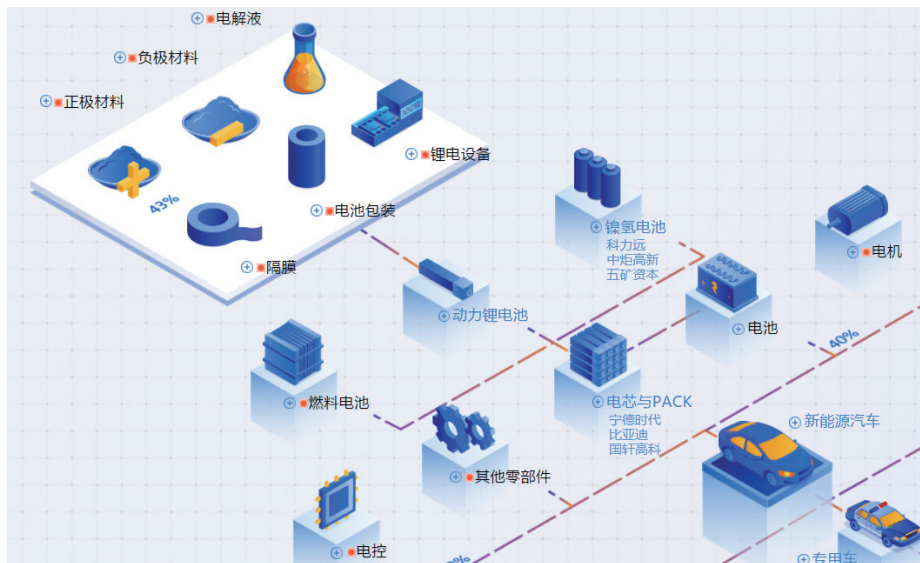 电解液
负极材料
正极材料
锂电设备
43%
电池包装
隔膜
镍氢电池
科力远
中炬高新
五矿资本
电机
动力锂电池
电池
40%
燃料电池
电芯与PACK
宁德时代
比亚迪
国轩高科
新能源汽车
其他零部件
电控
专用车